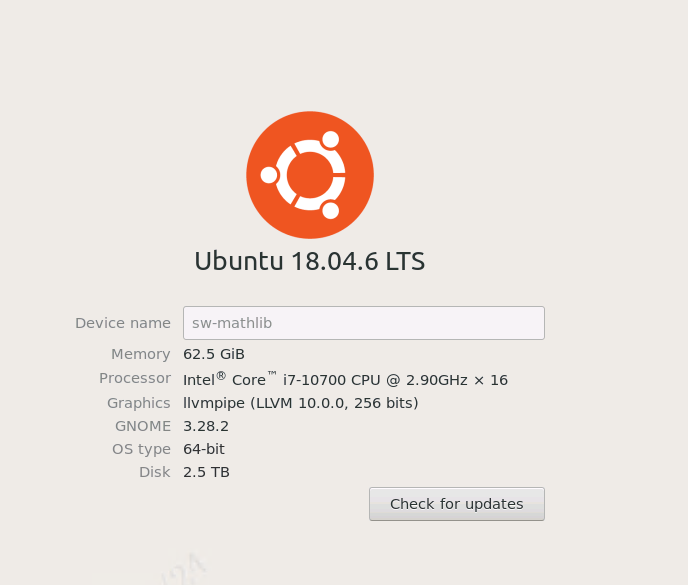 Ubuntu 18.04.6 LTS
Device name sw-mathlib
Memory 62.5 GiB
Processor Intel® Core™ i7-10700 CPU @ 2.90GHz × 16
Graphics llvmpipe (LLVM 10.0.0, 256 bits)
GNOME 3.28.2
OS type 64-bit
Disk 2.5 TB
Check for updates